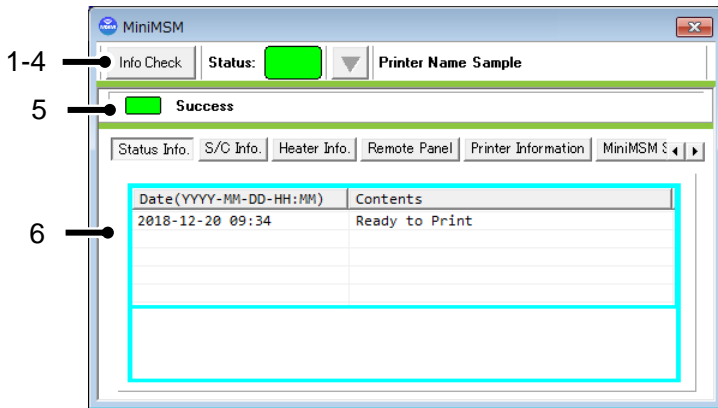 MiniMSM
1-4
Info Check Status: Printer Name Sample
5
Success
Status Info. S/C Info. Heater Info. Remote Panel Printer Information MiniMSM
6
Date(YYYY-MM-DD-HH:MM) Contents
2018-12-20 09:34 Ready to Print